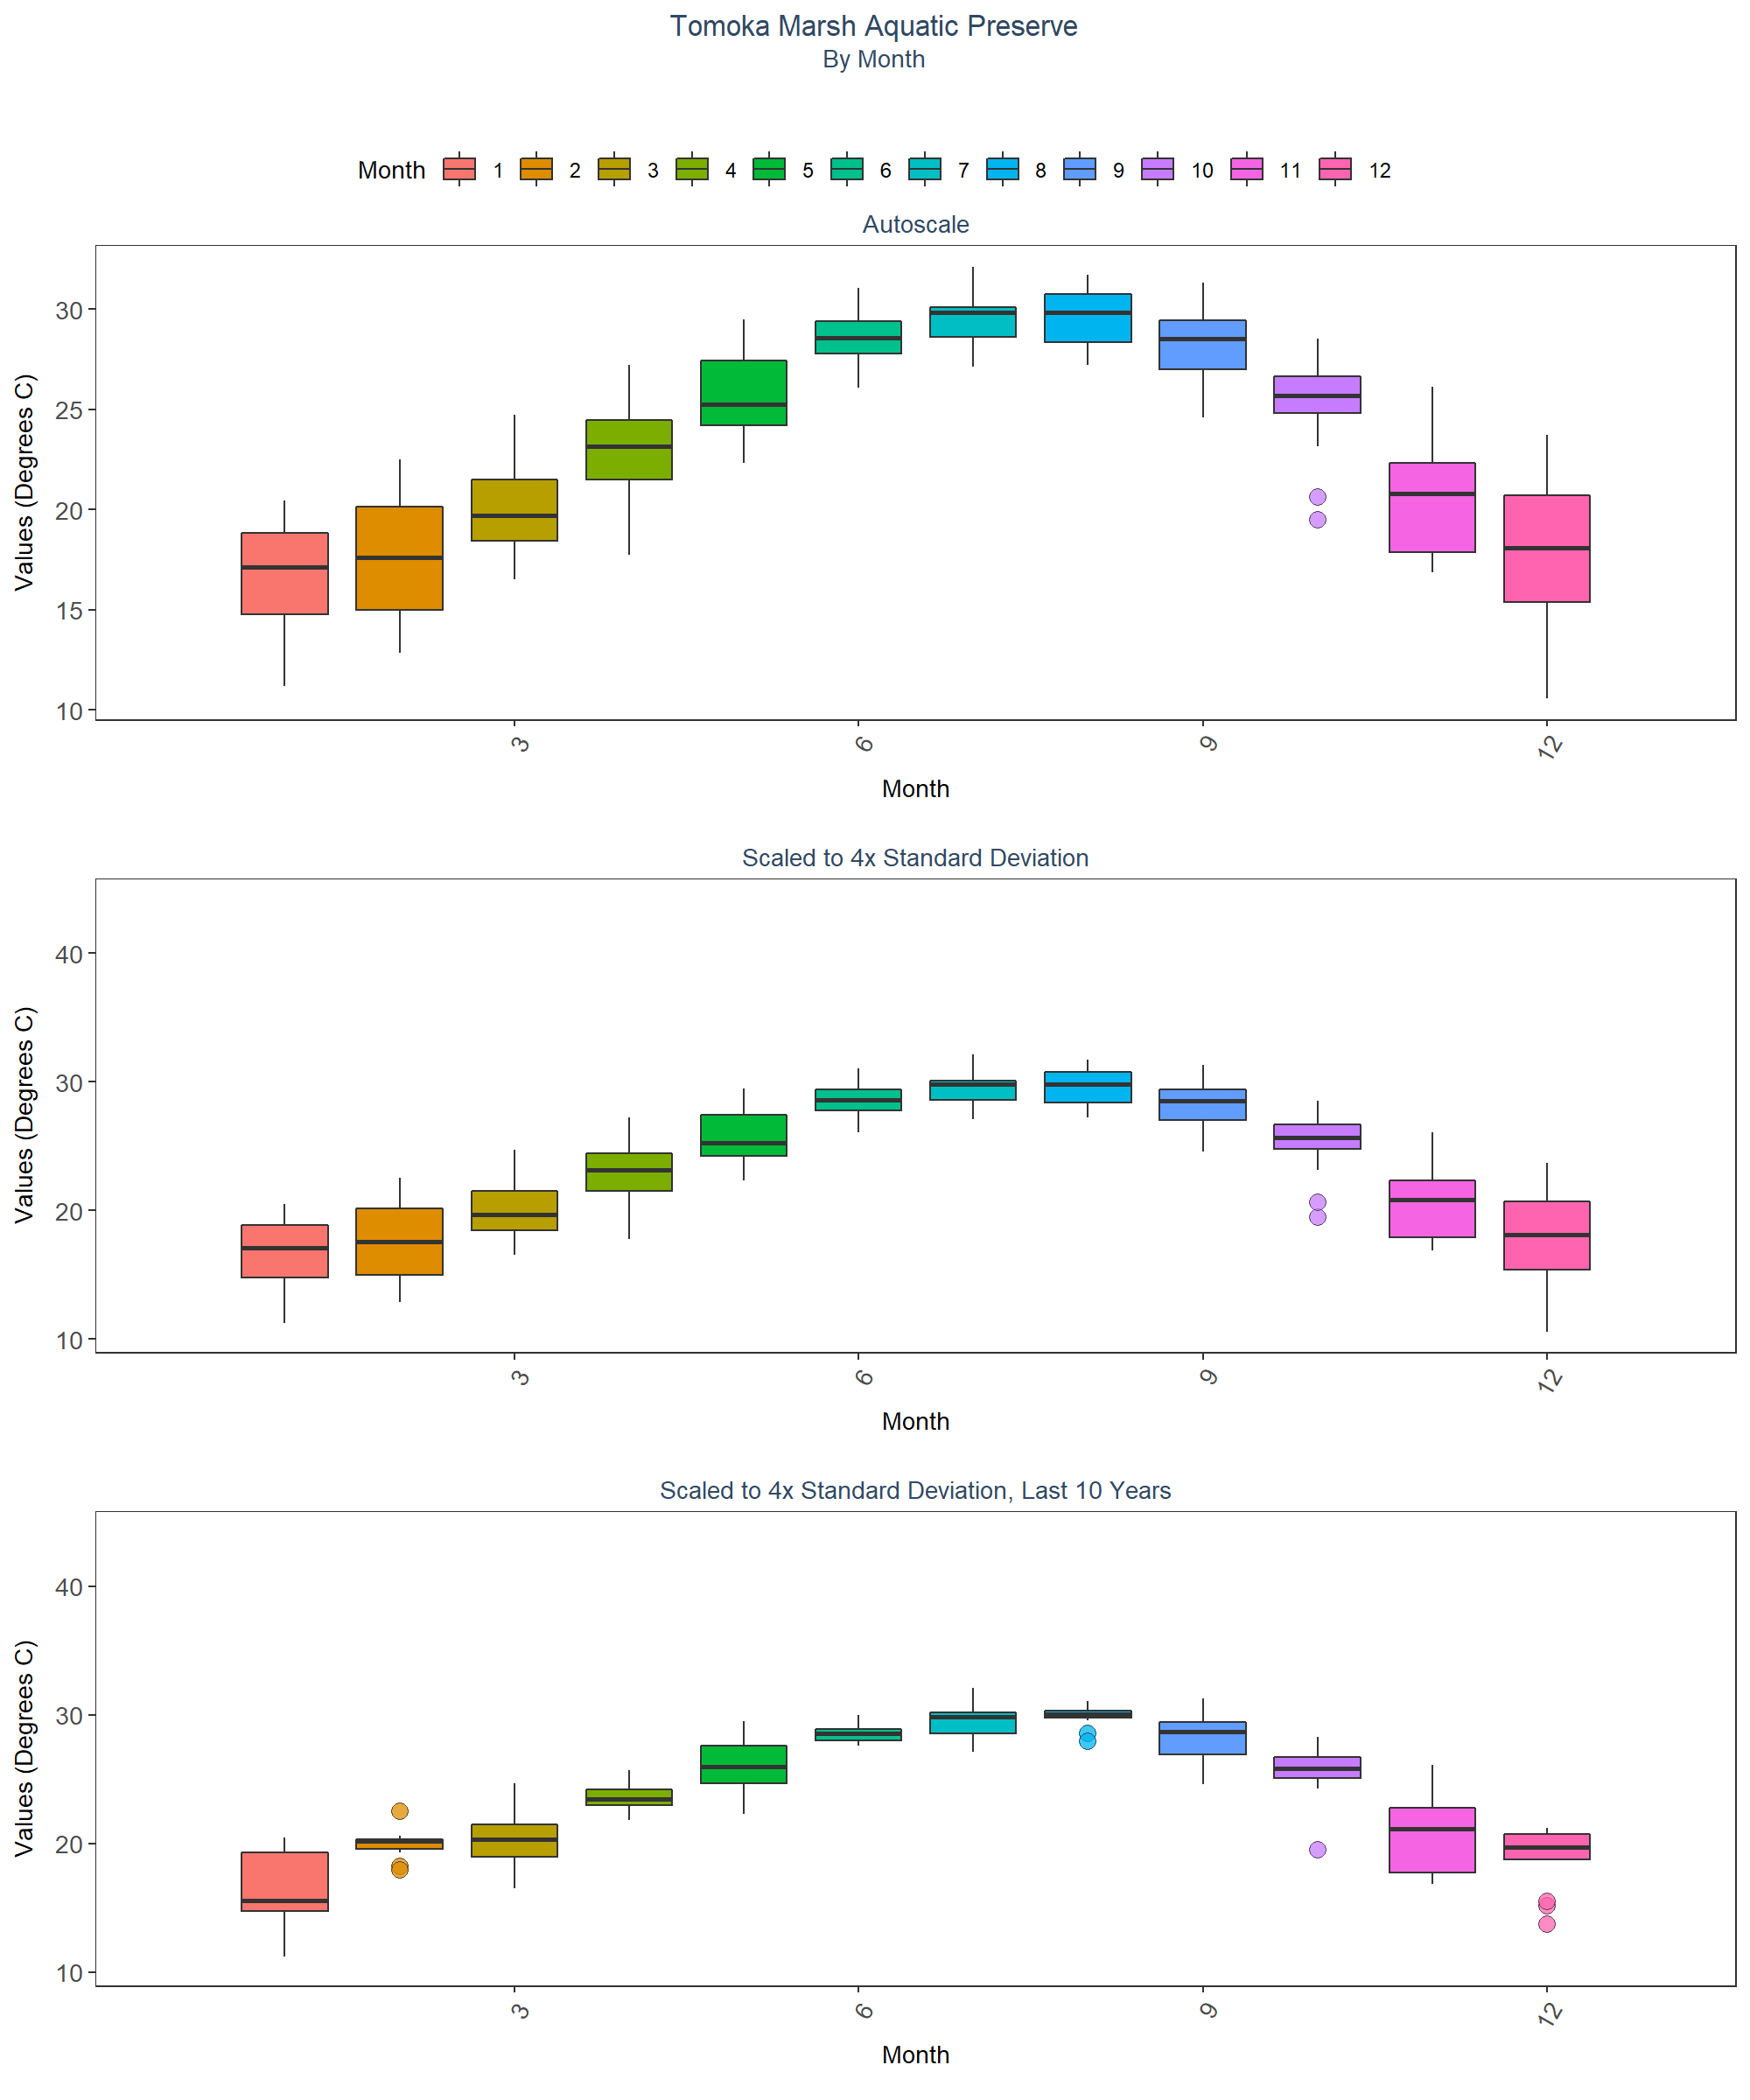 Tomoka Marsh Aquatic Preserve
By Month
Month 1 2 3 4 5 6 7 8 9 10 11 12
Autoscale
Values (Degrees C)
30
25
20
15
10
3 6 9 12
Month
Scaled to 4x Standard Deviation
Values (Degrees C)
40
30
20
10
3 6 9 12
Month
Scaled to 4x Standard Deviation, Last 10 Years
Values (Degrees C)
40
30
20
10
3 6 9 12
Month